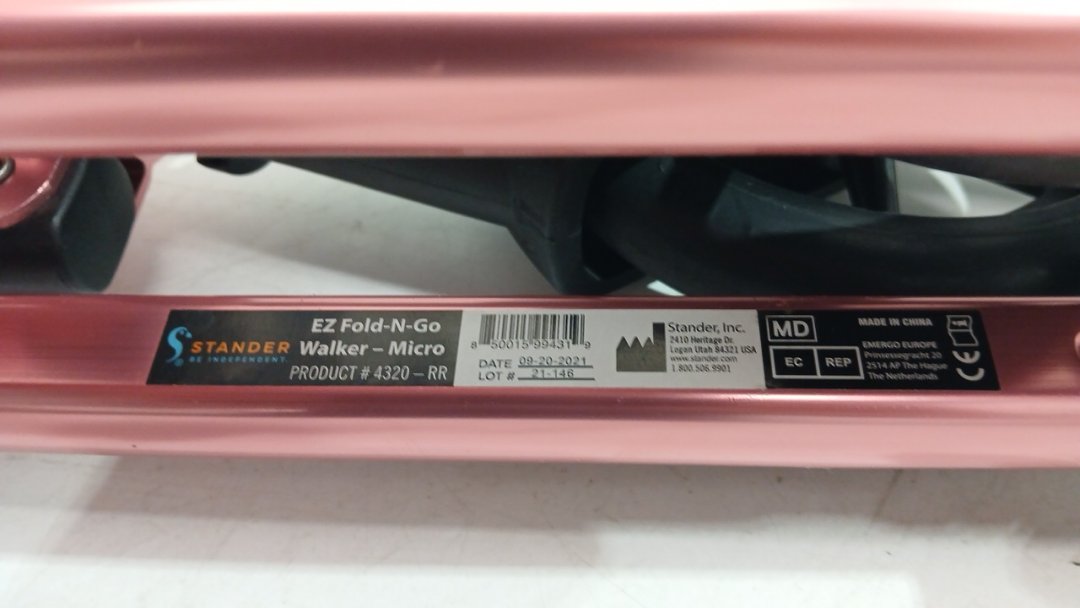 STANDER
BE INDEPENDENT
EZ Fold-N-Go
Walker – Micro
PRODUCT # 4320 – RR
8 50015 99431 9
DATE 09-20-2021
LOT # 21-146
Stander, Inc.
2410 Heritage Dr.
Logan Utah 84321 USA
www.stander.com
1.800.506.9901
MD
EC REP
MADE IN CHINA
EMERGO EUROPE
Prinsessegracht 20
2514 AP The Hague
The Netherlands
CE